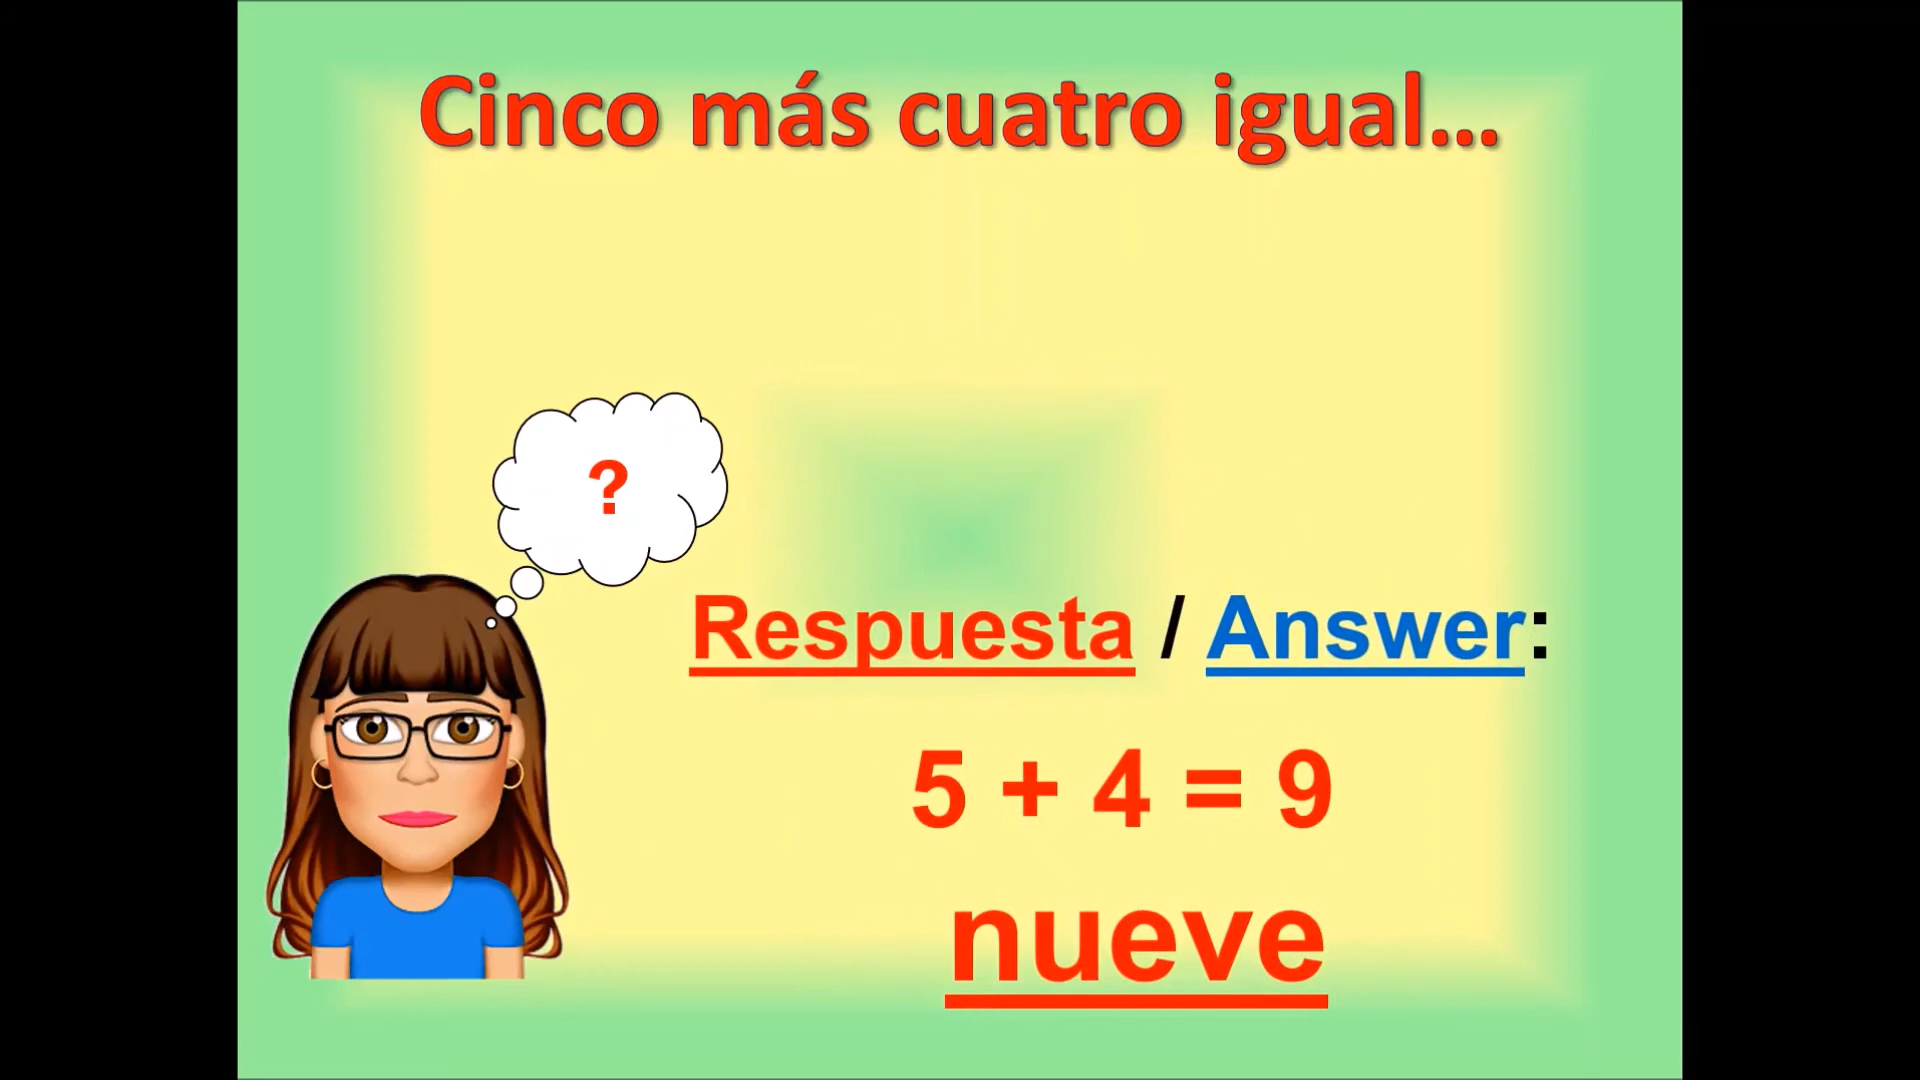 Cinco más cuatro igual...
?
Respuesta / Answer:
5 + 4 = 9
nueve